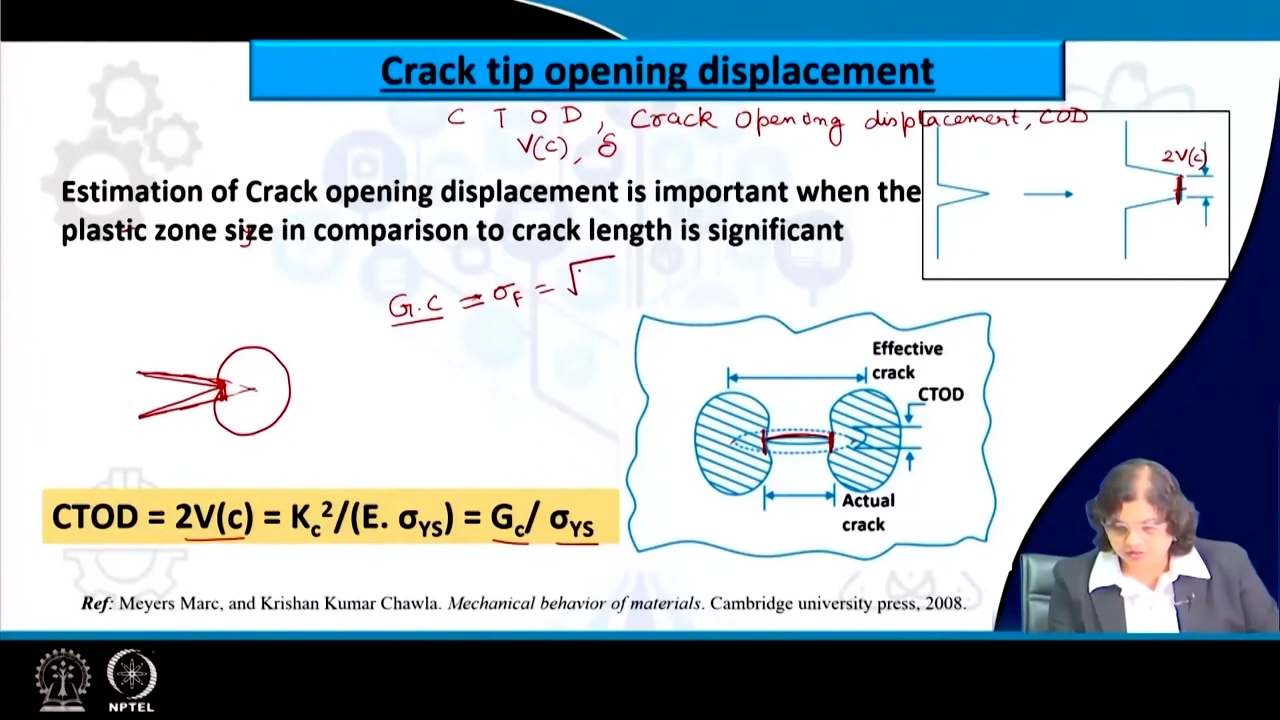 Crack tip opening displacement
C T O D, Crack Opening displacement, COD
V(c), δ
2V(c)
Estimation of Crack opening displacement is important when the
plastic zone size in comparison to crack length is significant
G.C = σF = √
Effective
crack
CTOD
Actual
crack
CTOD = 2V(c) = Kc²/(E. σYS) = Gc/ σYS
Ref: Meyers Marc, and Krishan Kumar Chawla. Mechanical behavior of materials. Cambridge university press, 2008.
NPTEL